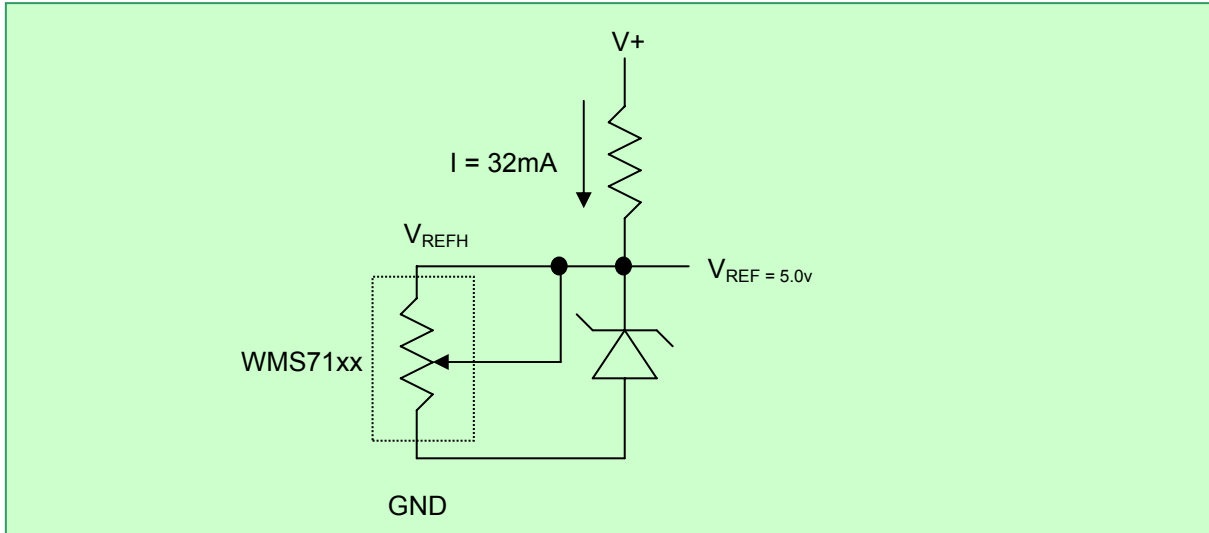 V+
I = 32mA
VREFH
VREF = 5.0v
WMS71xx
GND